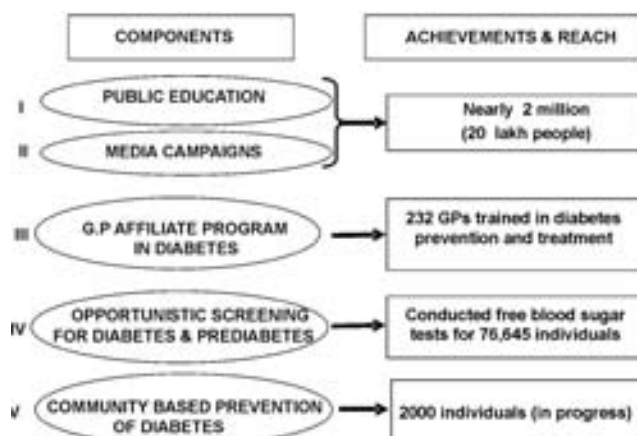 COMPONENTS
ACHIEVEMENTS & REACH
I
PUBLIC EDUCATION
II
MEDIA CAMPAIGNS
Nearly 2 million
(20 lakh people)
III
G.P AFFILIATE PROGRAM
IN DIABETES
232 GPs trained in diabetes
prevention and treatment
IV
OPPORTUNISTIC SCREENING
FOR DIABETES & PREDIABETES
Conducted free blood sugar
tests for 76,645 individuals
V
COMMUNITY BASED PREVENTION
OF DIABETES
2000 individuals (in progress)